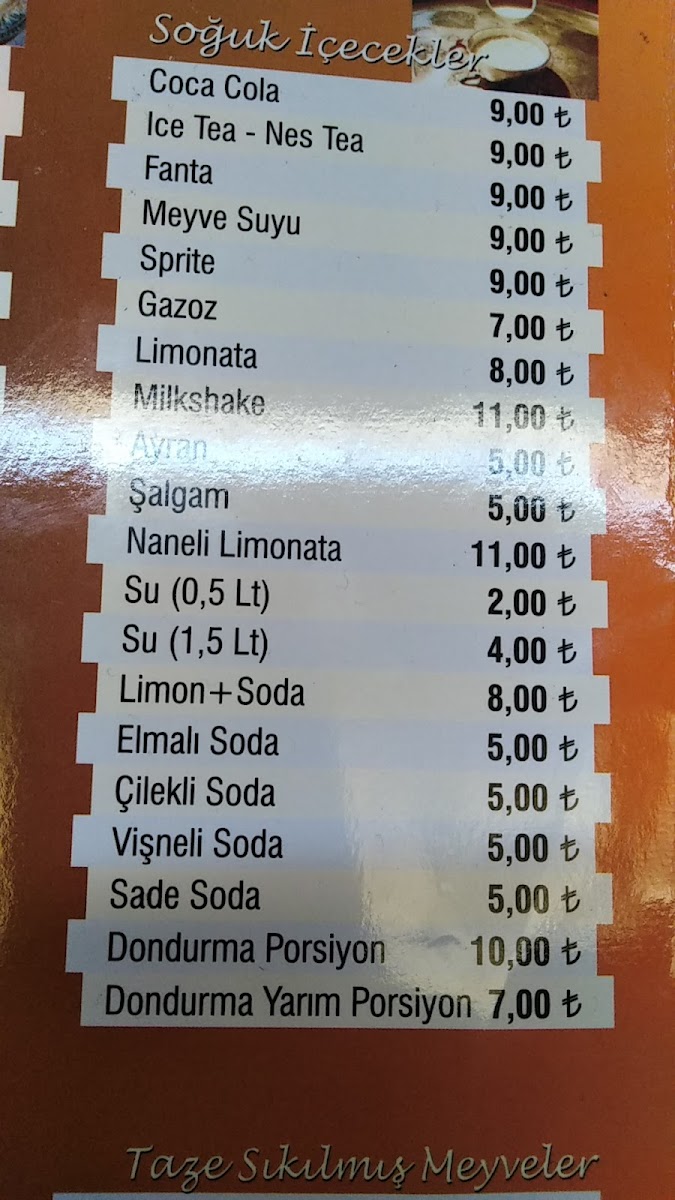 Soğuk İçecekler
Coca Cola 9,00 ₺
Ice Tea - Nes Tea 9,00 ₺
Fanta 9,00 ₺
Meyve Suyu 9,00 ₺
Sprite 9,00 ₺
Gazoz 7,00 ₺
Limonata 8,00 ₺
Milkshake 11,00 ₺
Ayran 5,00 ₺
Şalgam 5,00 ₺
Naneli Limonata 11,00 ₺
Su (0,5 Lt) 2,00 ₺
Su (1,5 Lt) 4,00 ₺
Limon+Soda 8,00 ₺
Elmalı Soda 5,00 ₺
Çilekli Soda 5,00 ₺
Vişneli Soda 5,00 ₺
Sade Soda 5,00 ₺
Dondurma Porsiyon 10,00 ₺
Dondurma Yarım Porsiyon 7,00 ₺
Taze Sıkılmış Meyveler